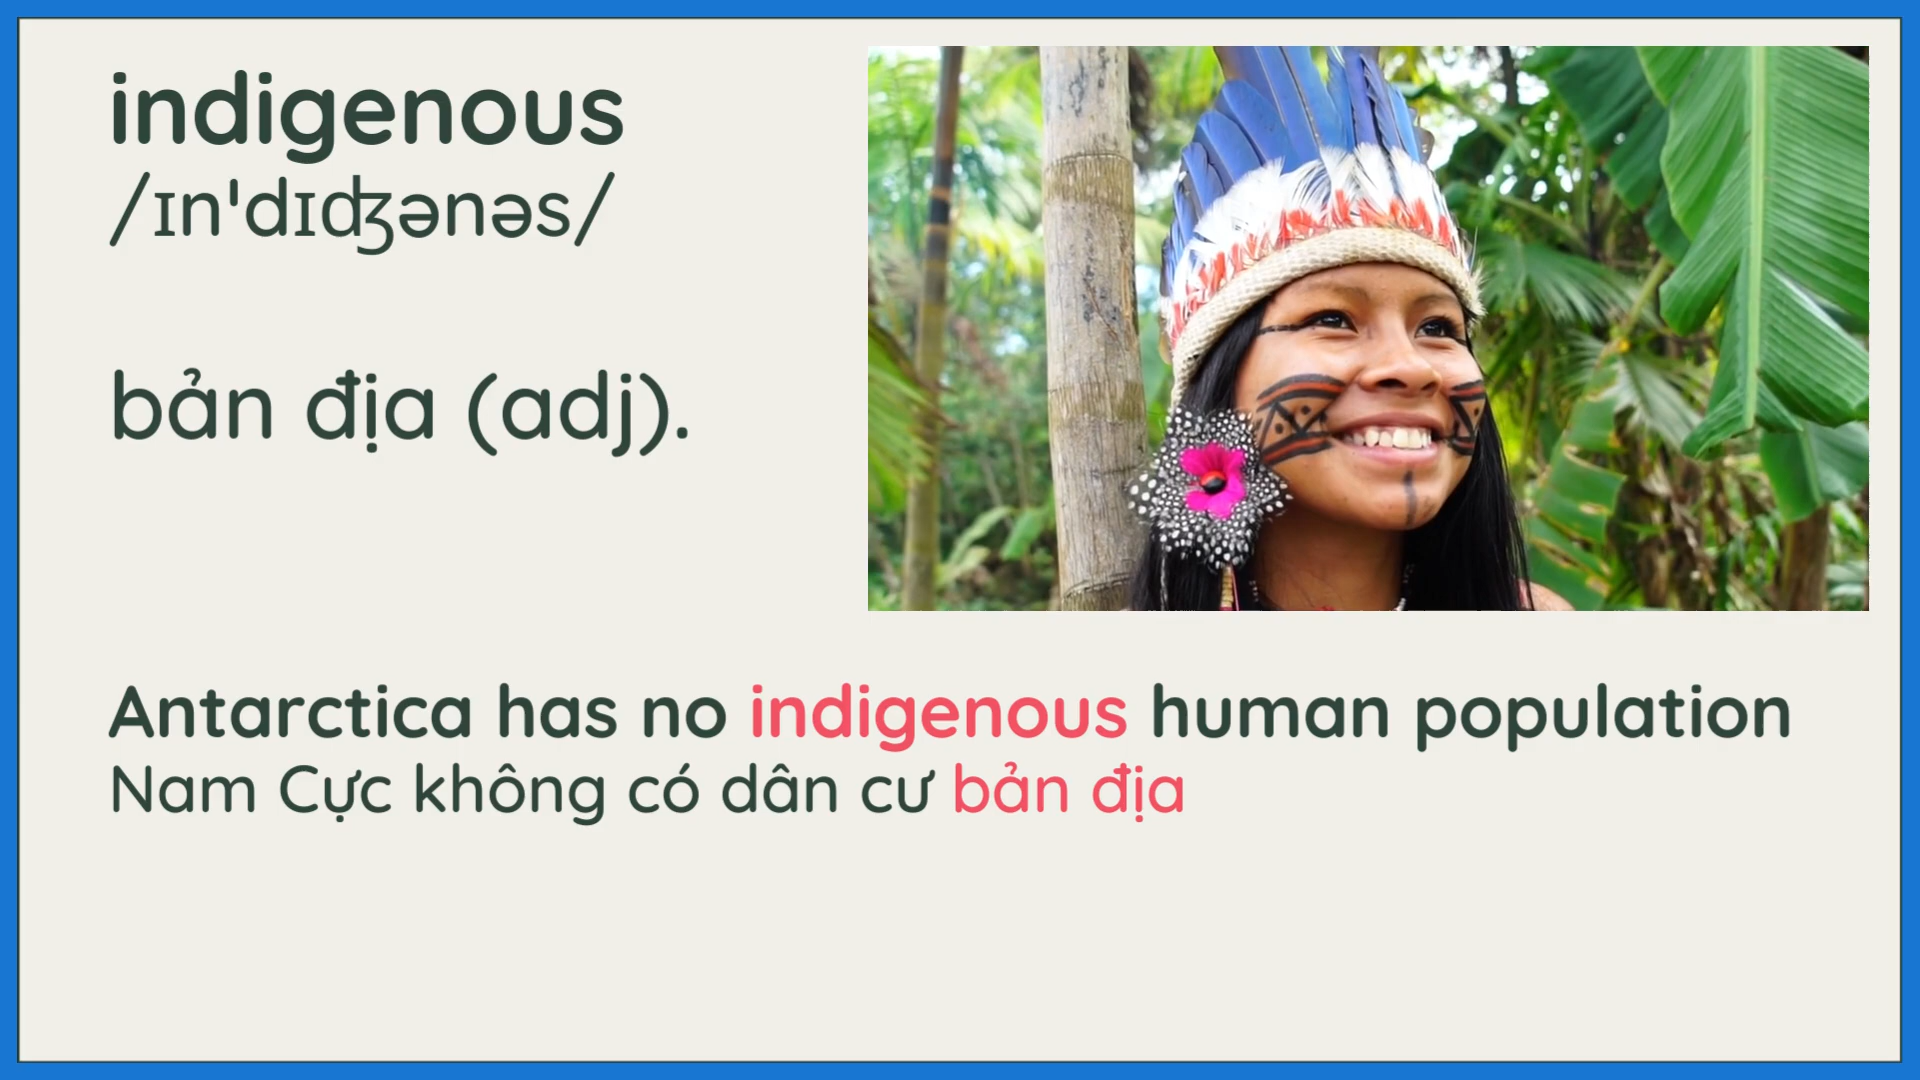 indigenous
/ɪn'dɪʤənəs/
bản địa (adj).
Antarctica has no indigenous human population
Nam Cực không có dân cư bản địa